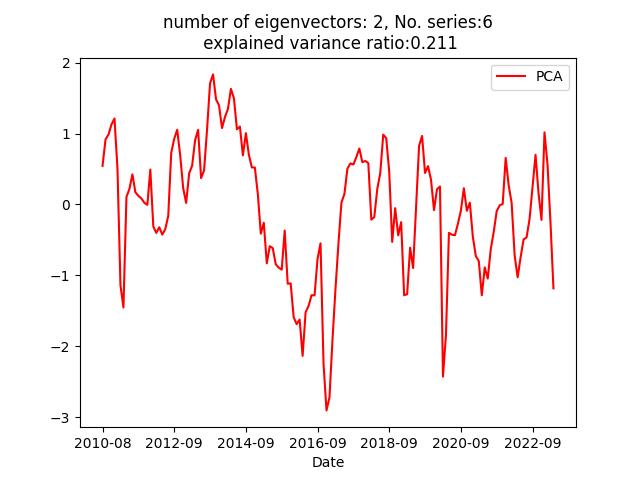 number of eigenvectors: 2, No. series:6
explained variance ratio:0.211
PCA
2
1
0
−1
−2
−3
2010-08 2012-09 2014-09 2016-09 2018-09 2020-09 2022-09
Date